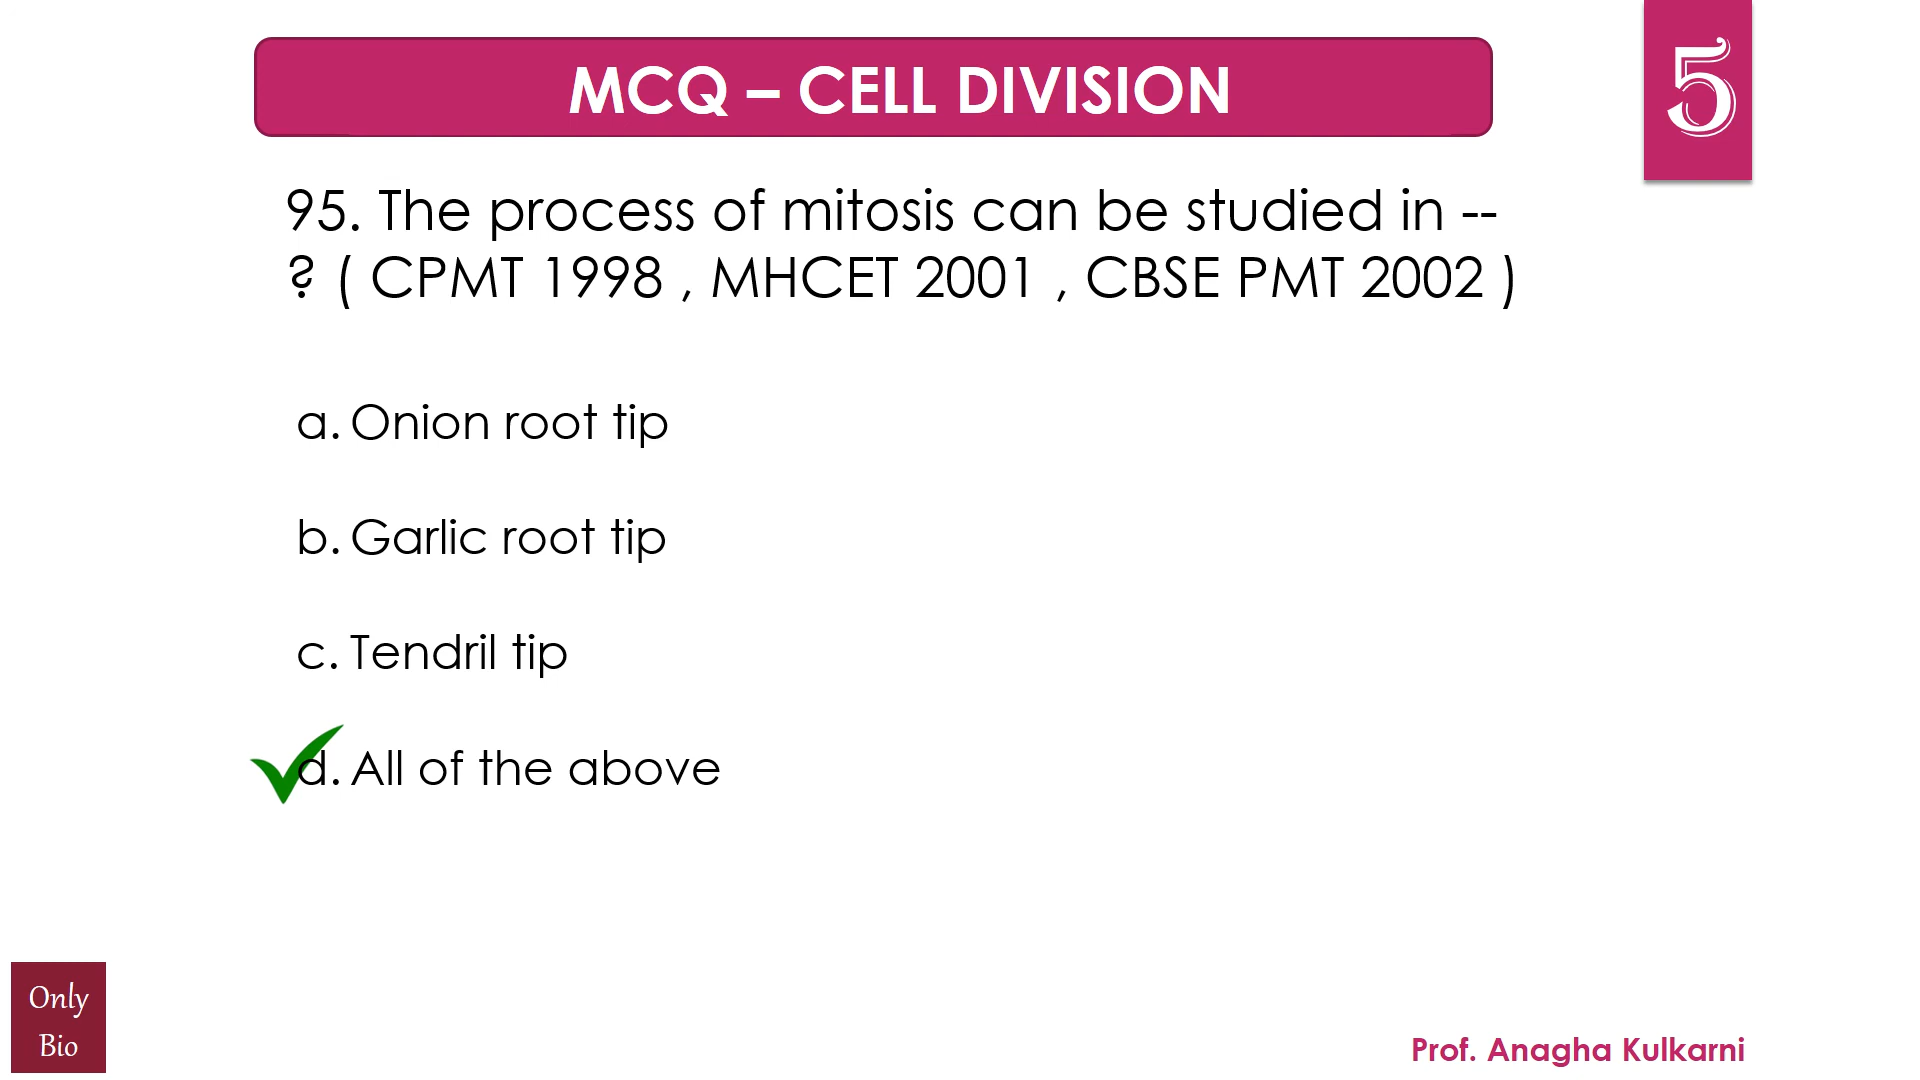 MCQ – CELL DIVISION
5
95. The process of mitosis can be studied in --
? ( CPMT 1998 , MHCET 2001 , CBSE PMT 2002 )
a. Onion root tip
b. Garlic root tip
c. Tendril tip
d. All of the above
Only
Bio
Prof. Anagha Kulkarni